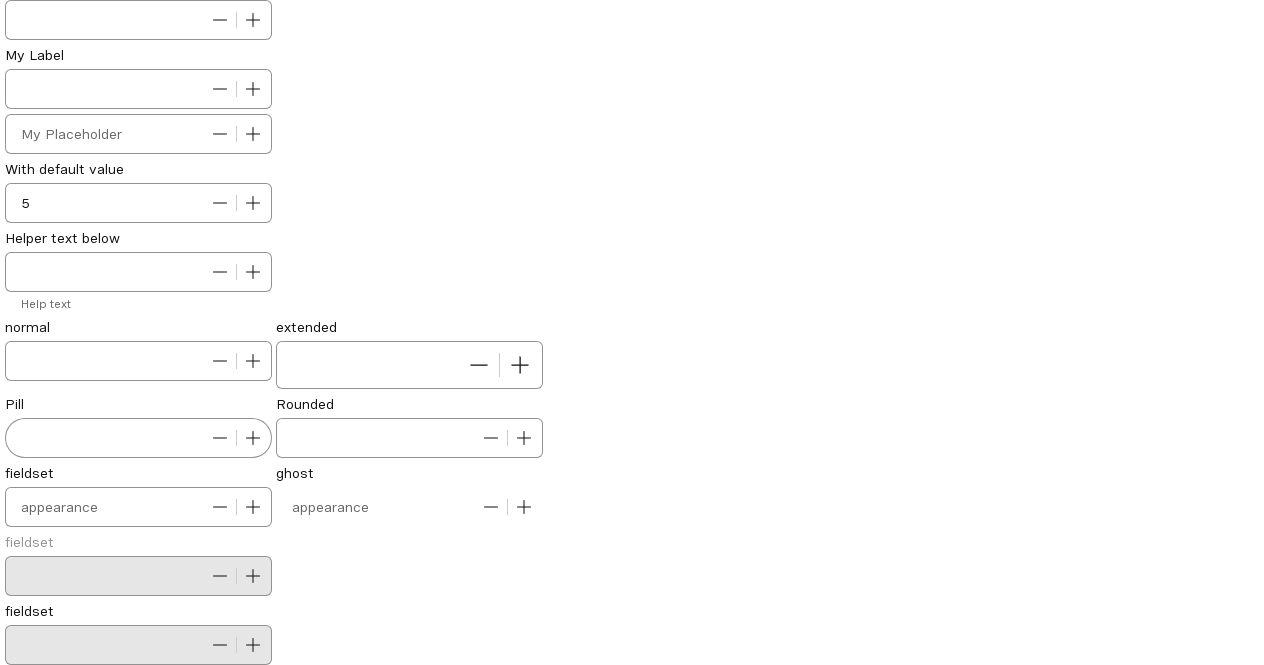 My Label
My Placeholder
With default value
5
Helper text below
Help text
normal
extended
Pill
Rounded
fieldset
ghost
appearance
appearance
fieldset
fieldset